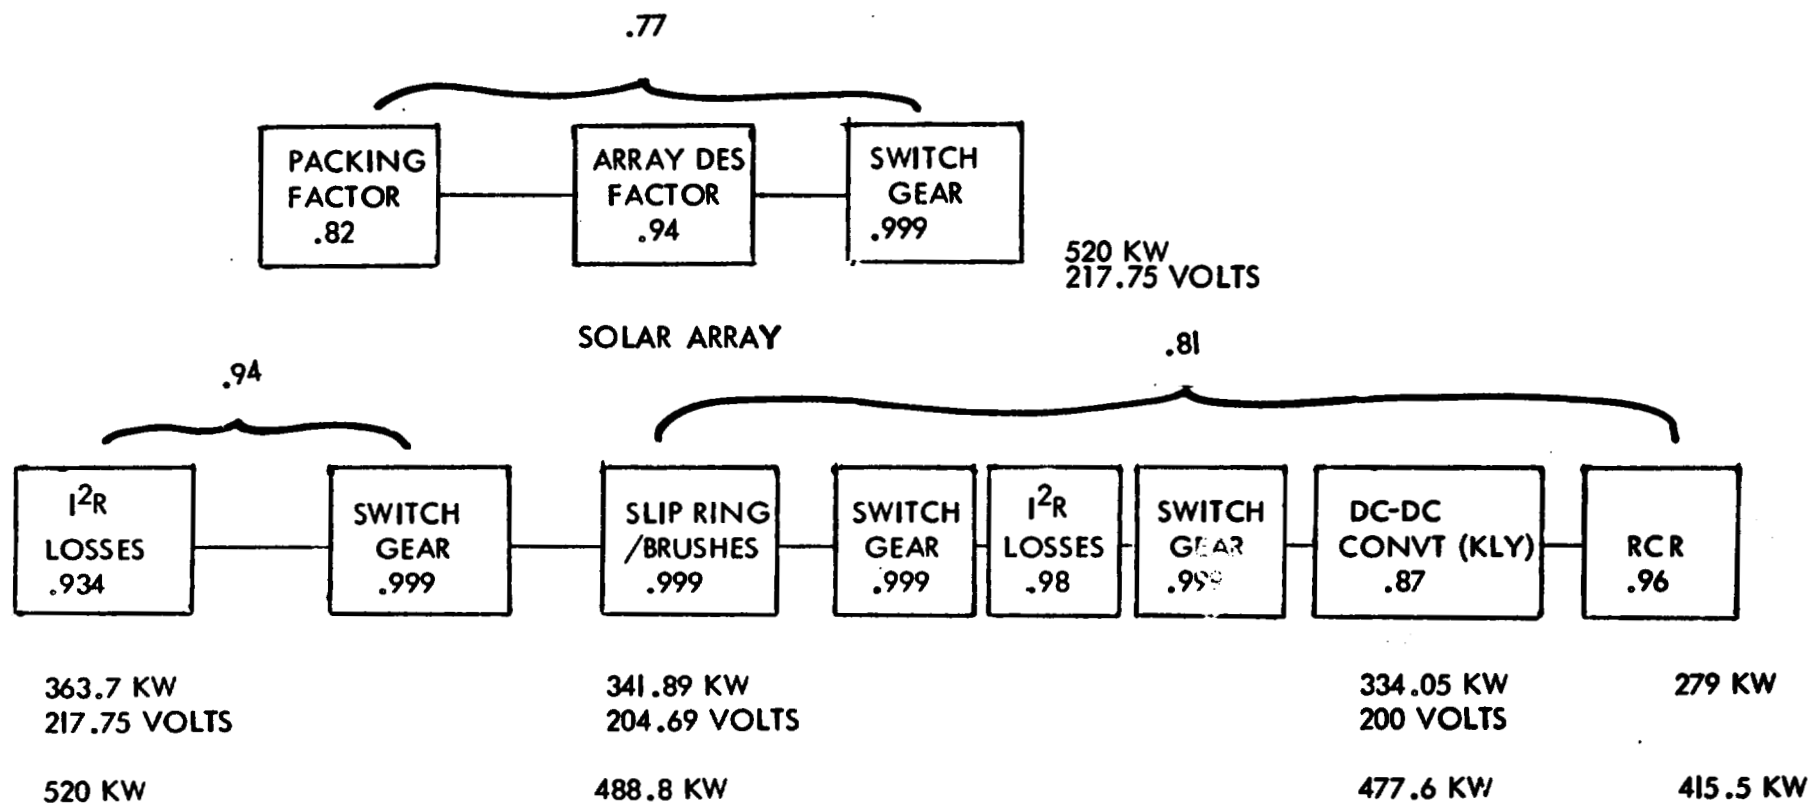 .77
PACKING
FACTOR
.82
ARRAY DES
FACTOR
.94
SWITCH
GEAR
.999
520 KW
217.75 VOLTS
SOLAR ARRAY
.94
.81
I²R
LOSSES
.934
SWITCH
GEAR
.999
SLIP RING
/BRUSHES
.999
SWITCH
GEAR
.999
I²R
LOSSES
.98
SWITCH
GEAR
.999
DC-DC
CONVT (KLY)
.87
RCR
.96
363.7 KW
217.75 VOLTS
341.89 KW
204.69 VOLTS
334.05 KW
200 VOLTS
279 KW
520 KW
488.8 KW
477.6 KW
415.5 KW